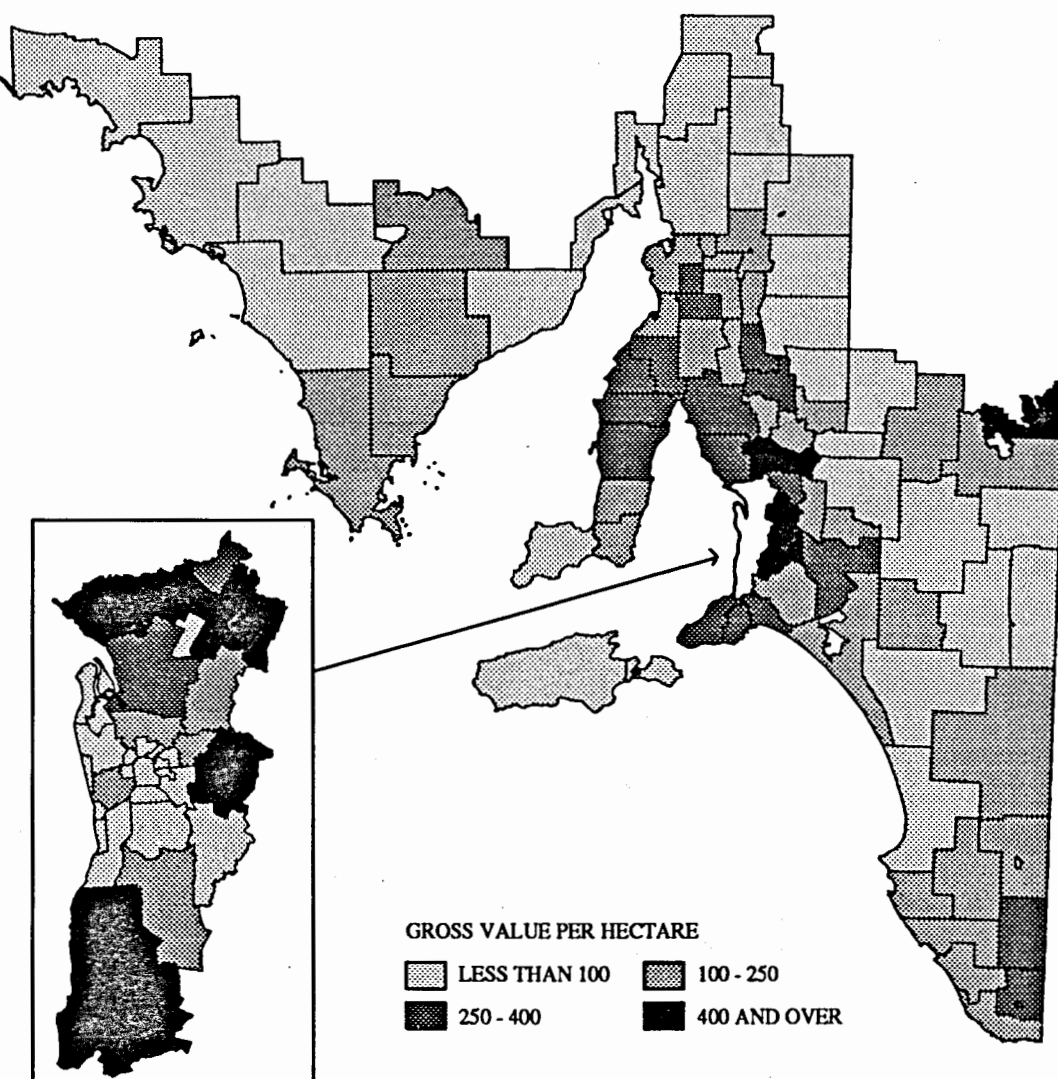 GROSS VALUE PER HECTARE
LESS THAN 100 100 - 250
250 - 400 400 AND OVER